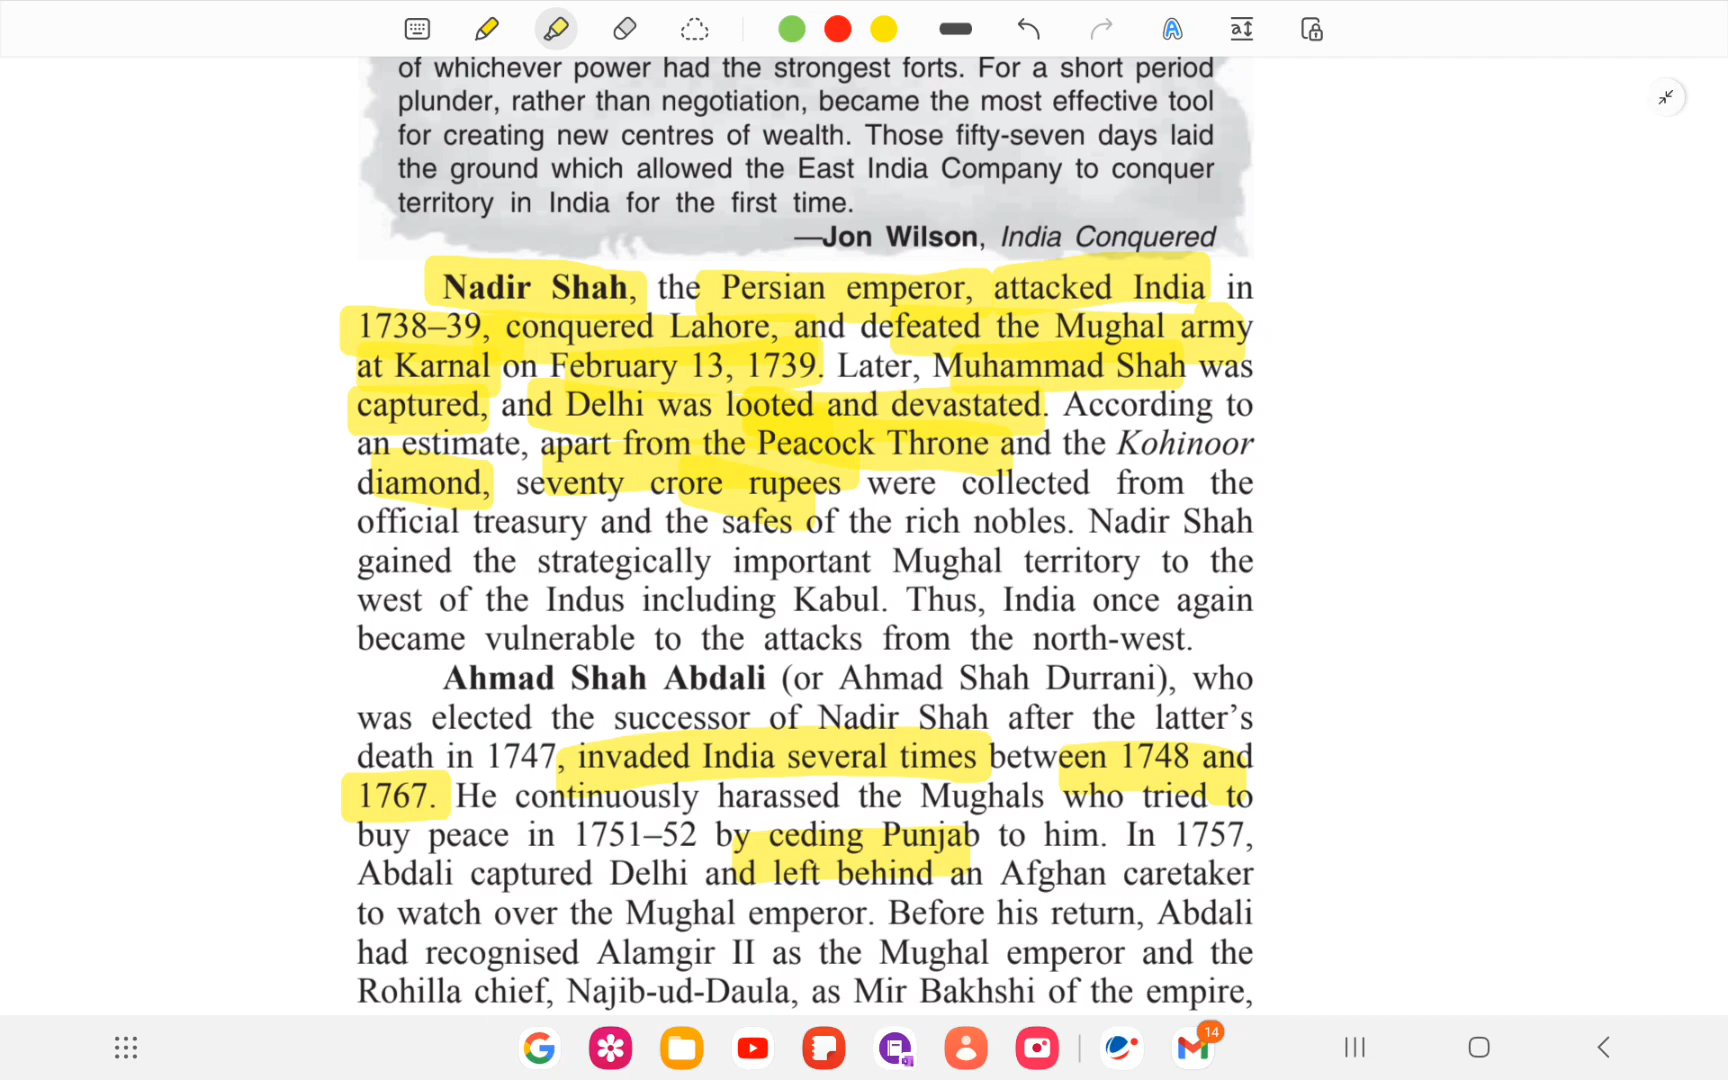 of whichever power had the strongest forts. For a short period
plunder, rather than negotiation, became the most effective tool
for creating new centres of wealth. Those fifty-seven days laid
the ground which allowed the East India Company to conquer
territory in India for the first time.
—Jon Wilson, India Conquered
Nadir Shah, the Persian emperor, attacked India in
1738–39, conquered Lahore, and defeated the Mughal army
at Karnal on February 13, 1739. Later, Muhammad Shah was
captured, and Delhi was looted and devastated. According to
an estimate, apart from the Peacock Throne and the Kohinoor
diamond, seventy crore rupees were collected from the
official treasury and the safes of the rich nobles. Nadir Shah
gained the strategically important Mughal territory to the
west of the Indus including Kabul. Thus, India once again
became vulnerable to the attacks from the north-west.
Ahmad Shah Abdali (or Ahmad Shah Durrani), who
was elected the successor of Nadir Shah after the latter’s
death in 1747, invaded India several times between 1748 and
1767. He continuously harassed the Mughals who tried to
buy peace in 1751–52 by ceding Punjab to him. In 1757,
Abdali captured Delhi and left behind an Afghan caretaker
to watch over the Mughal emperor. Before his return, Abdali
had recognised Alamgir II as the Mughal emperor and the
Rohilla chief, Najib-ud-Daula, as Mir Bakhshi of the empire,
14